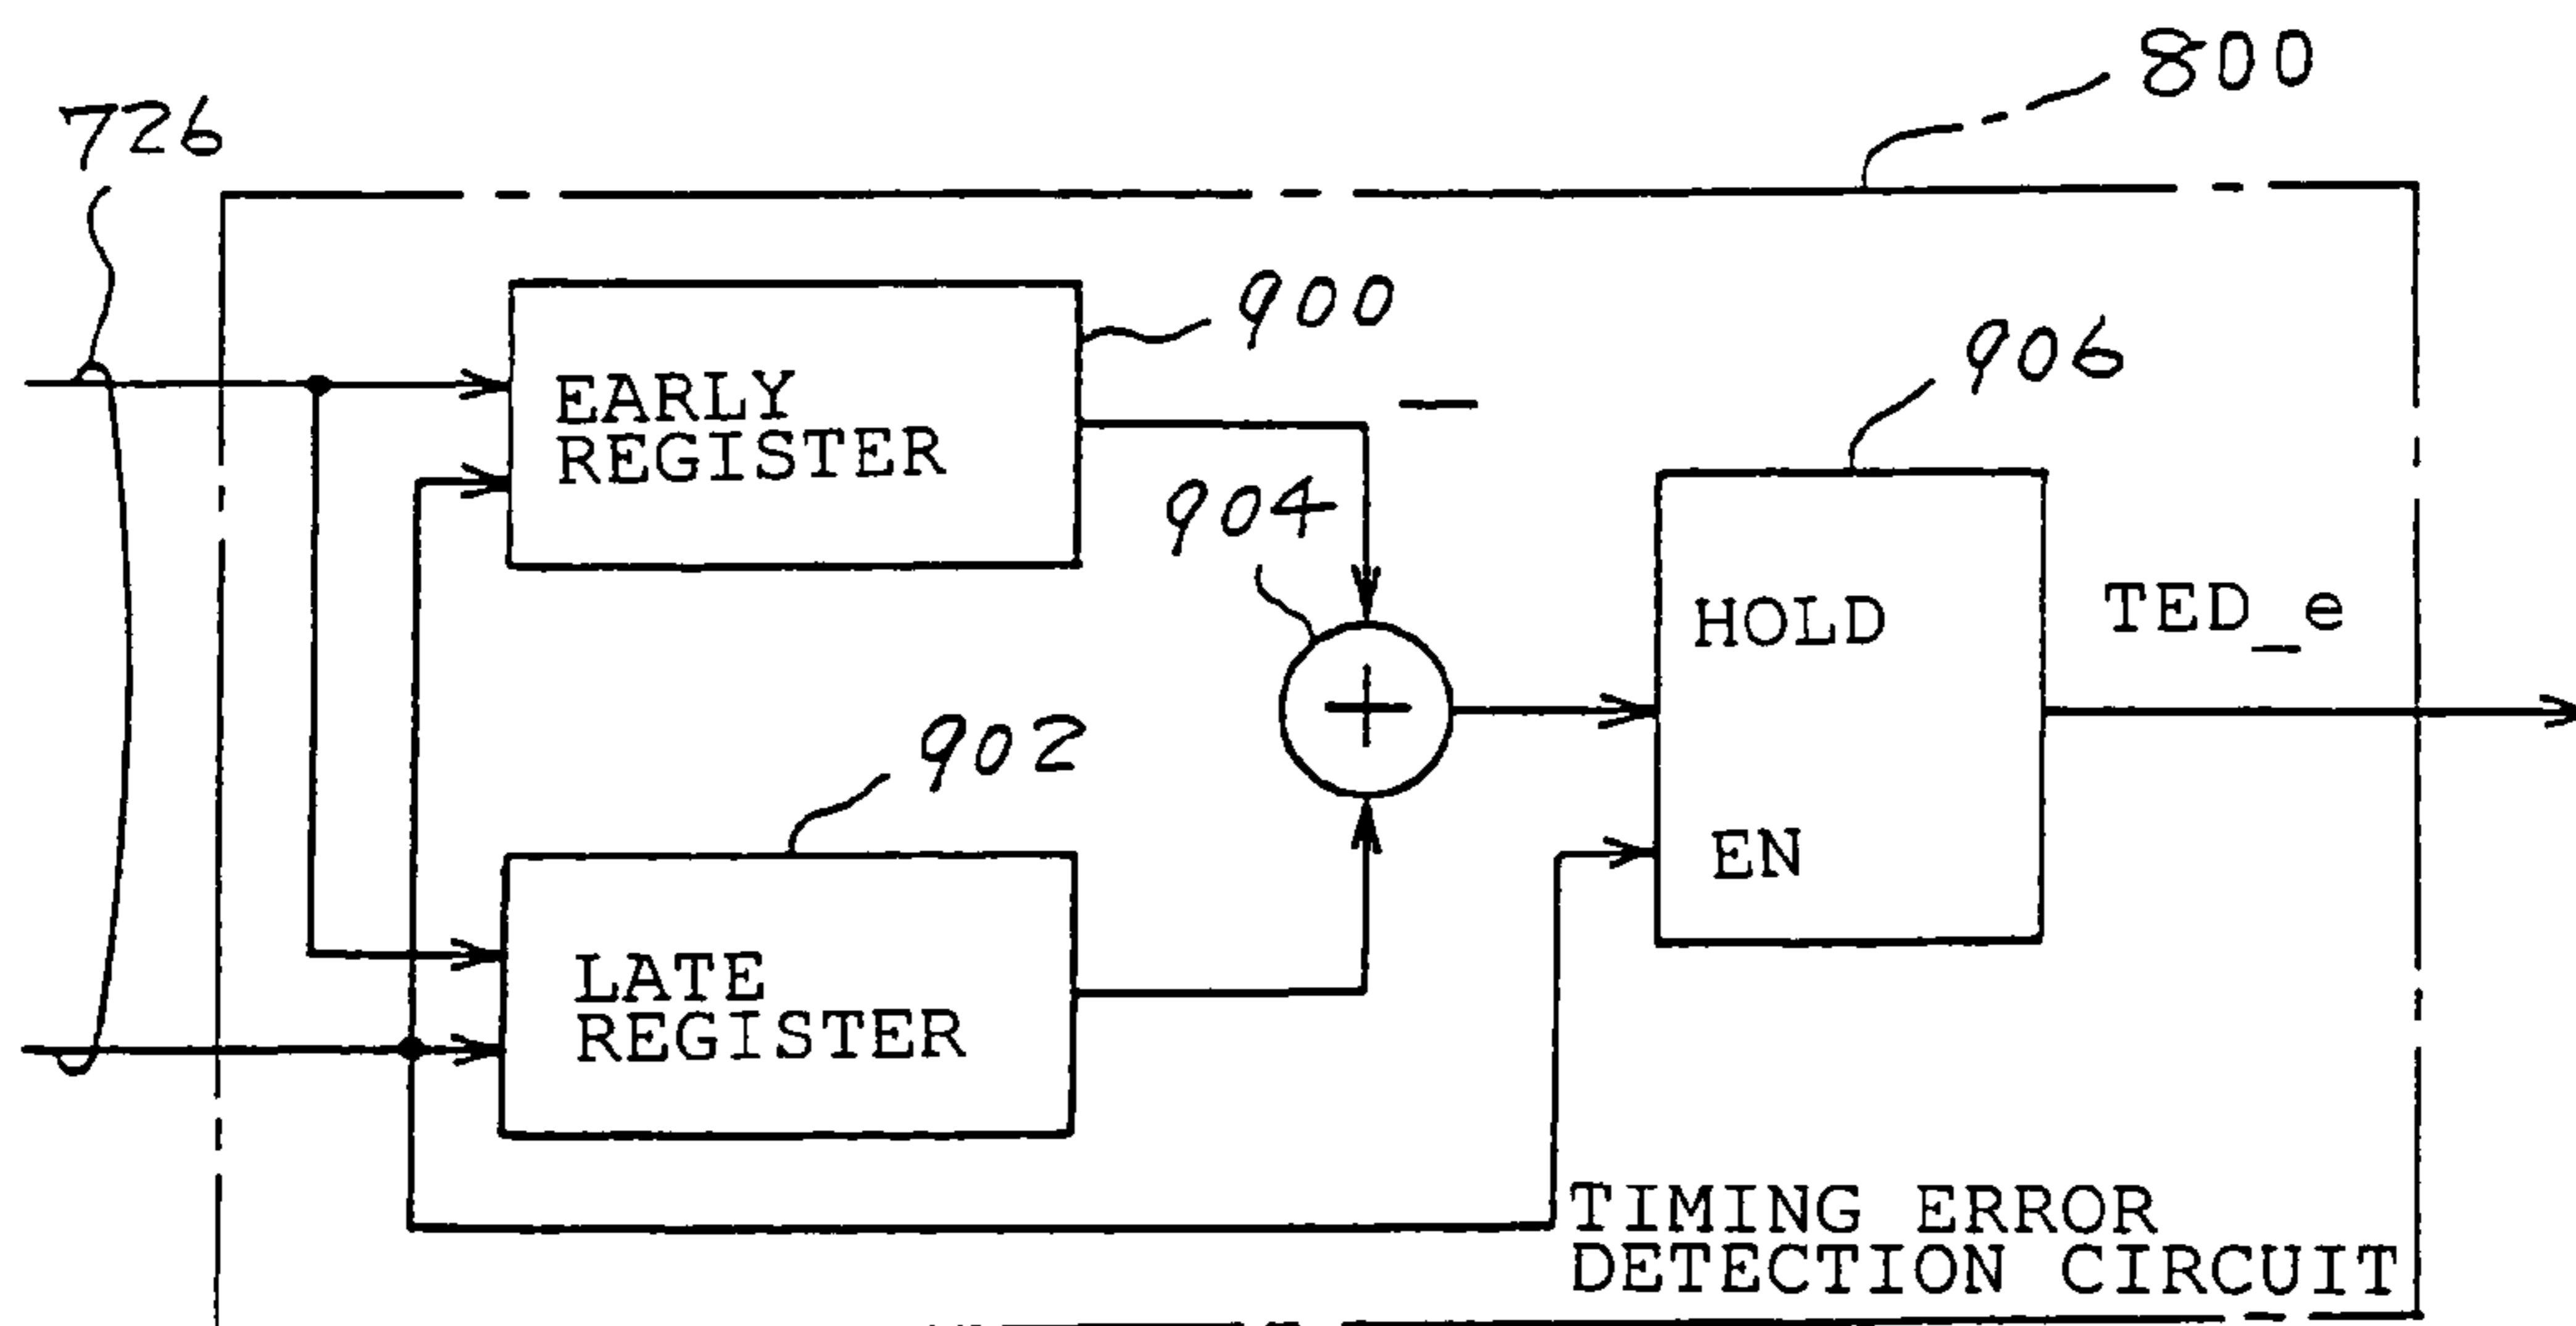 800
726
900
EARLY
REGISTER
—
906
904
HOLD
TED_e
902
EN
LATE
REGISTER
TIMING ERROR
DETECTION CIRCUIT